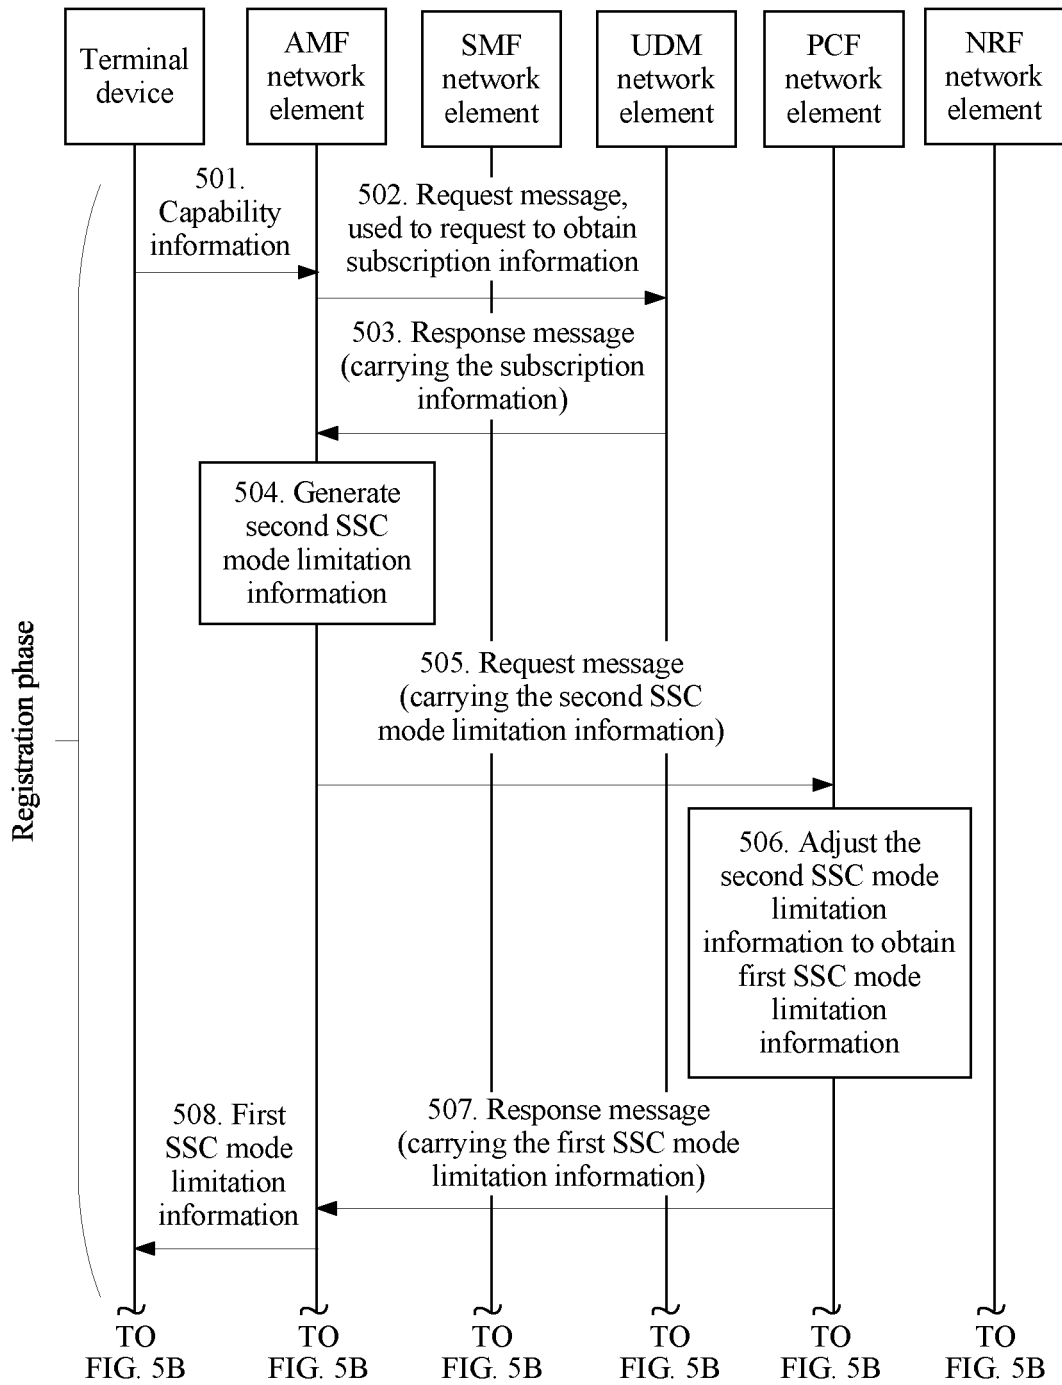 Terminal
device
AMF
network
element
SMF
network
element
UDM
network
element
PCF
network
element
NRF
network
element
501.
Capability
information
502. Request message,
used to request to obtain
subscription information
503. Response message
(carrying the subscription
information)
504. Generate
second SSC
mode limitation
information
Registration phase
505. Request message
(carrying the second SSC
mode limitation information)
506. Adjust the
second SSC mode
limitation
information to obtain
first SSC mode
limitation
information
507. Response message
(carrying the first SSC mode
limitation information)
508. First
SSC mode
limitation
information
TO
FIG. 5B
TO
FIG. 5B
TO
FIG. 5B
TO
FIG. 5B
TO
FIG. 5B
TO
FIG. 5B